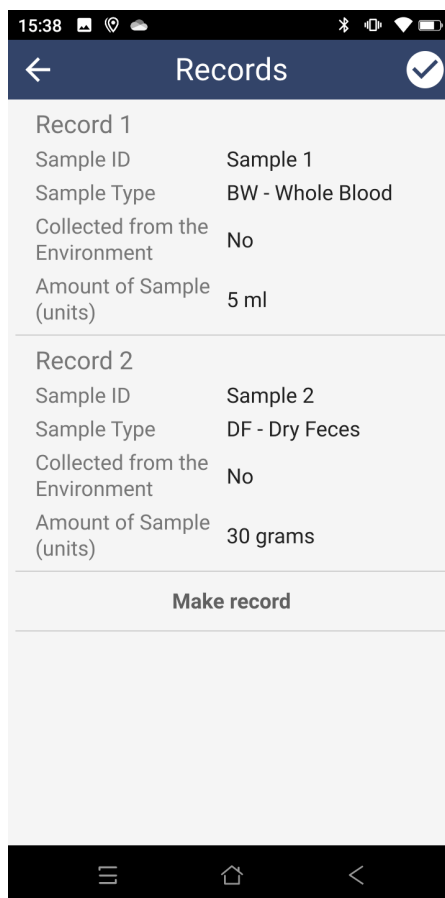 15:38
Records
Record 1
Sample ID Sample 1
Sample Type BW - Whole Blood
Collected from the
Environment No
Amount of Sample
(units) 5 ml
Record 2
Sample ID Sample 2
Sample Type DF - Dry Feces
Collected from the
Environment No
Amount of Sample
(units) 30 grams
Make record